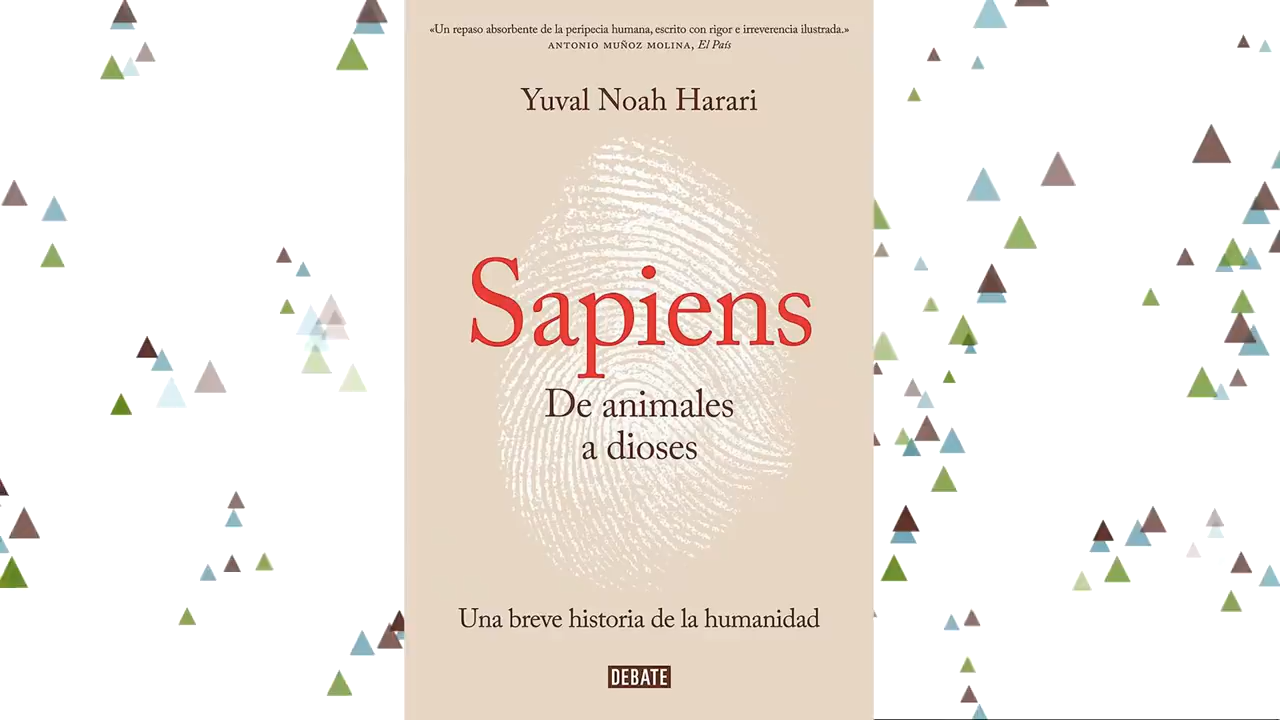 «Un repaso absorbente de la peripecia humana, escrito con rigor e irreverencia ilustrada.»
ANTONIO MUÑOZ MOLINA, El País
Yuval Noah Harari
Sapiens
De animales
a dioses
Una breve historia de la humanidad
DEBATE